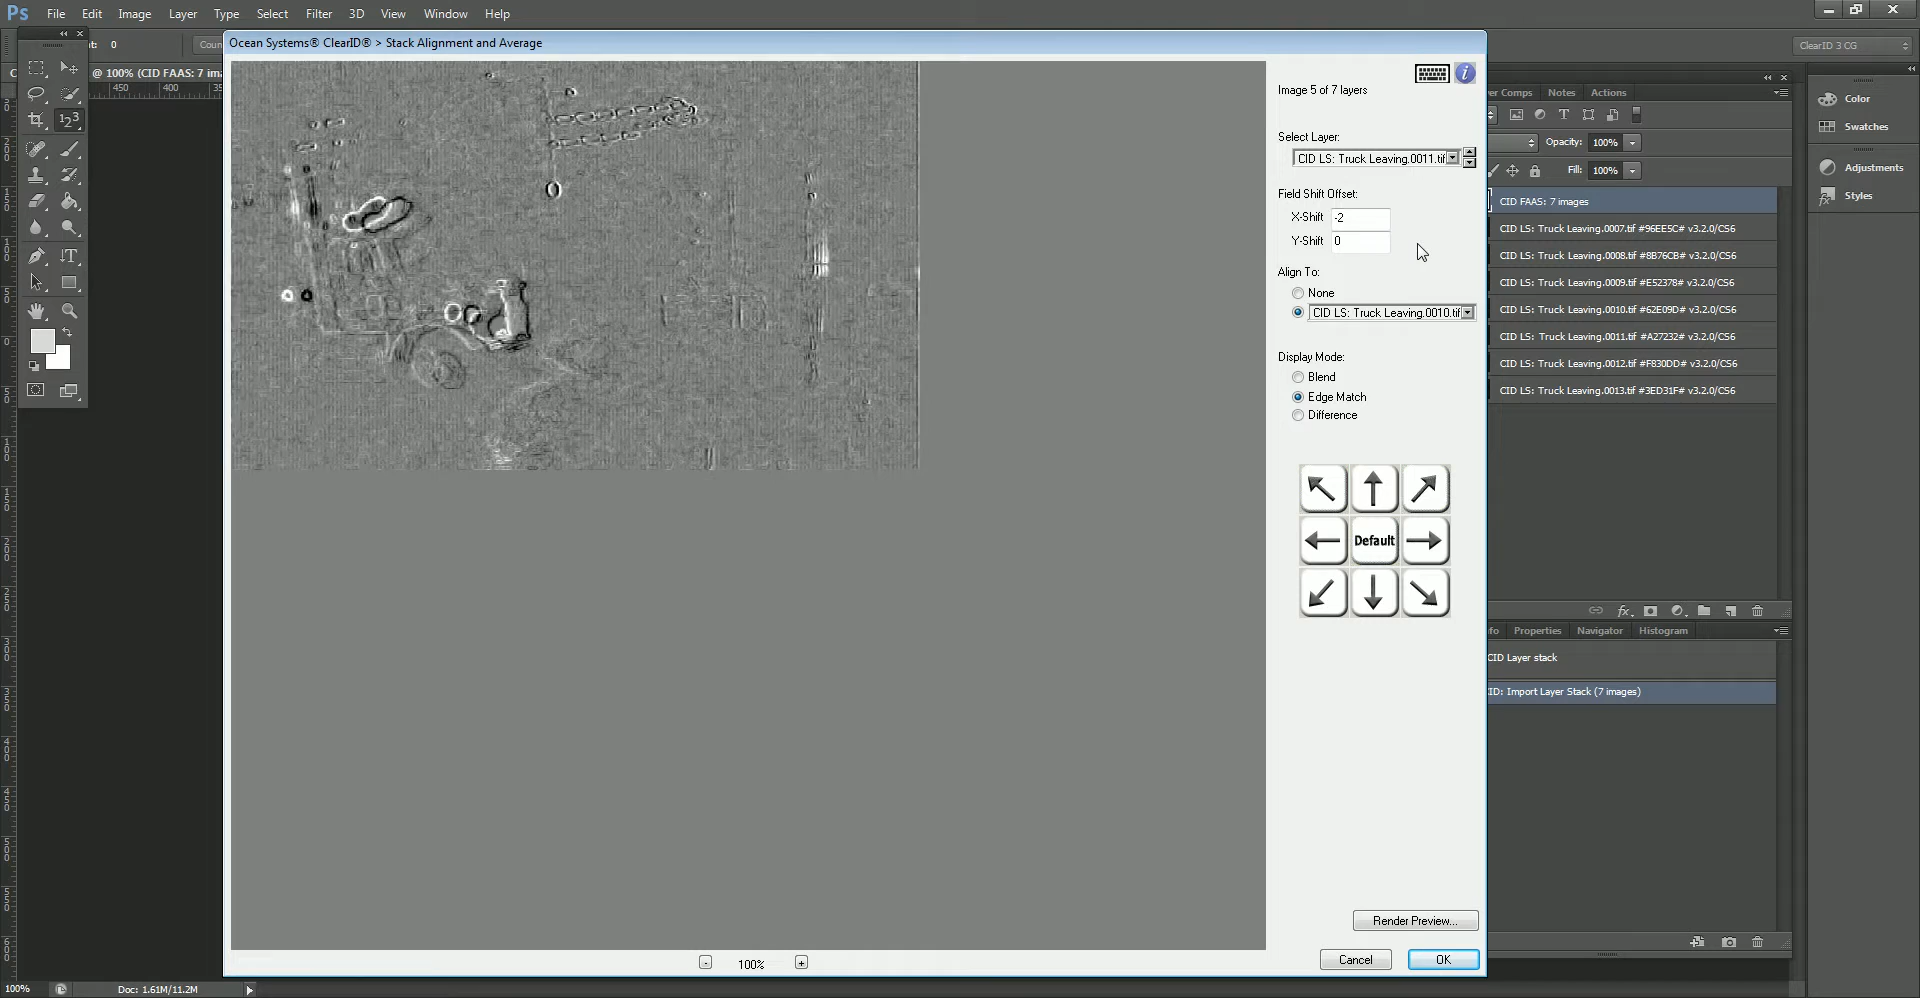 Ps File Edit Image Layer Type Select Filter 3D View Window Help
0
ClearID 3 CG
Ocean Systems® ClearID® > Stack Alignment and Average
@ 100% (CID FAAS: 7
450 400
Image 5 of 7 layers
Select Layer:
CID LS: Truck Leaving.0011.tif
Field Shift Offset:
X-Shift -2
Y-Shift 0
Align To:
None
CID LS: Truck Leaving.0010.tif
Display Mode:
Blend
Edge Match
Difference
Default
Render Preview...
Cancel OK
- 100% +
Notes Actions
Opacity: 100%
Fill: 100%
CID FAAS: 7 images
CID LS: Truck Leaving.0007.tif #96EE5C# v3.2.0/CS6
CID LS: Truck Leaving.0008.tif #8B76CB# v3.2.0/CS6
CID LS: Truck Leaving.0009.tif #E52378# v3.2.0/CS6
CID LS: Truck Leaving.0010.tif #62E09D# v3.2.0/CS6
CID LS: Truck Leaving.0011.tif #A27232# v3.2.0/CS6
CID LS: Truck Leaving.0012.tif #F830DD# v3.2.0/CS6
CID LS: Truck Leaving.0013.tif #3ED31F# v3.2.0/CS6
Properties Navigator Histogram
CID Layer stack
CID: Import Layer Stack (7 images)
Color
Swatches
Adjustments
Styles
100% Doc: 1.61M/11.2M